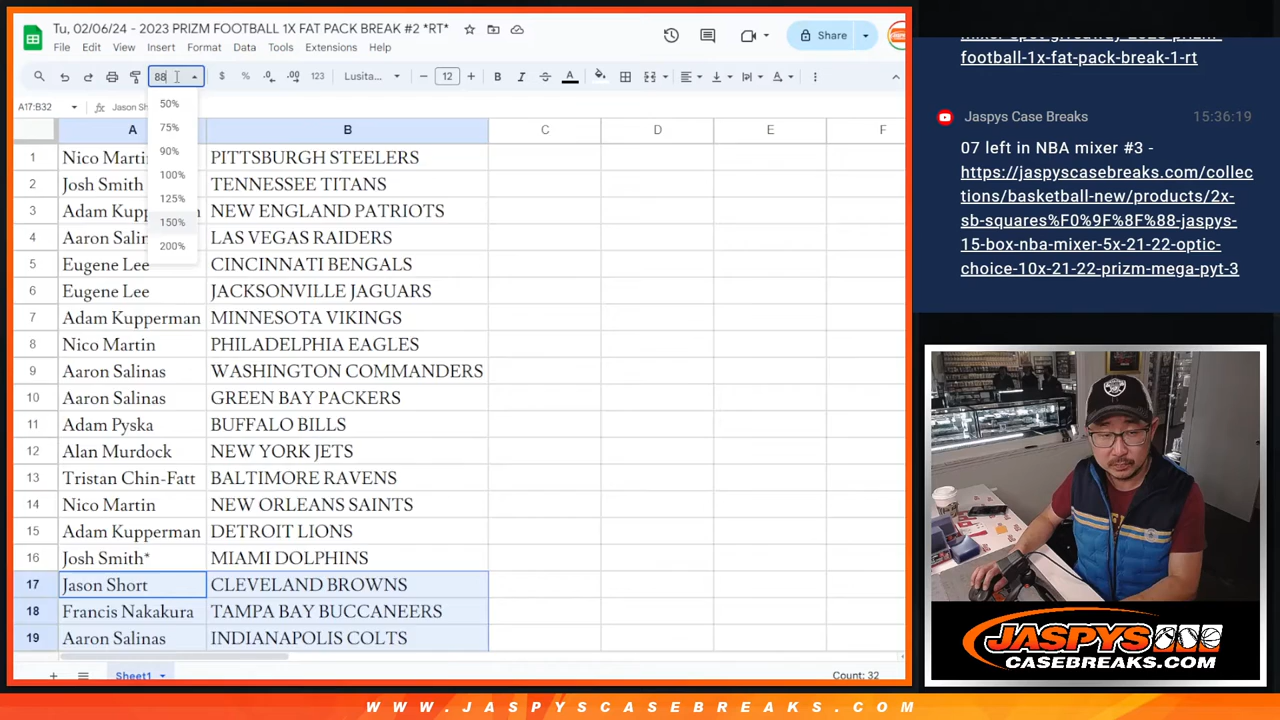 Tu, 02/06/24 - 2023 PRIZM FOOTBALL 1X FAT PACK BREAK #2 *RT*
Share
File Edit View Insert Format Data Tools Extensions Help
88
$ % .0 .00 123 Lusita... 12 B I A
50%
75%
90%
100%
125%
150%
200%
A17:B32 fx Jason Sh
A B C D E F
1 Nico Martin PITTSBURGH STEELERS
2 Josh Smith TENNESSEE TITANS
3 Adam Kupperman NEW ENGLAND PATRIOTS
4 Aaron Salin LAS VEGAS RAIDERS
5 Eugene Lee CINCINNATI BENGALS
6 Eugene Lee JACKSONVILLE JAGUARS
7 Adam Kupperman MINNESOTA VIKINGS
8 Nico Martin PHILADELPHIA EAGLES
9 Aaron Salinas WASHINGTON COMMANDERS
10 Aaron Salinas GREEN BAY PACKERS
11 Adam Pyska BUFFALO BILLS
12 Alan Murdock NEW YORK JETS
13 Tristan Chin-Fatt BALTIMORE RAVENS
14 Nico Martin NEW ORLEANS SAINTS
15 Adam Kupperman DETROIT LIONS
16 Josh Smith* MIAMI DOLPHINS
17 Jason Short CLEVELAND BROWNS
18 Francis Nakakura TAMPA BAY BUCCANEERS
19 Aaron Salinas INDIANAPOLIS COLTS
Sheet1
Count: 32
football-1x-fat-pack-break-1-rt
Jaspys Case Breaks 15:36:19
07 left in NBA mixer #3 -
https://jaspyscasebreaks.com/collec
tions/basketball-new/products/2x-
sb-squares%F0%9F%8F%88-jaspys-
15-box-nba-mixer-5x-21-22-optic-
choice-10x-21-22-prizm-mega-pyt-3
JASPYS
CASEBREAKS.COM
WWW.JASPYSCASEBREAKS.COM